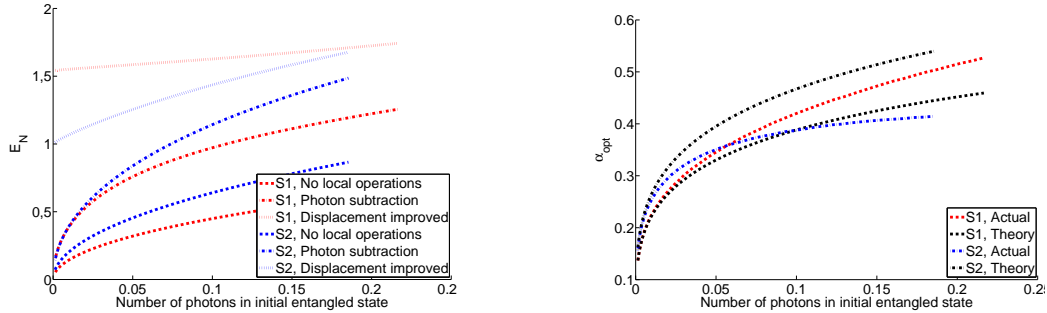 2
1,5
1
0,5
0
E_N
S1, No local operations
S1, Photon subtraction
S1, Displacement improved
S2, No local operations
S2, Photon subtraction
S2, Displacement improved
0 0.05 0.1 0.15 0.2 0.2
Number of photons in initial entangled state
0.6
0.5
0.4
0.3
0.2
0.1
α_opt
S1, Actual
S1, Theory
S2, Actual
S2, Theory
0 0.05 0.1 0.15 0.2 0.25
Number of photons in initial entangled state